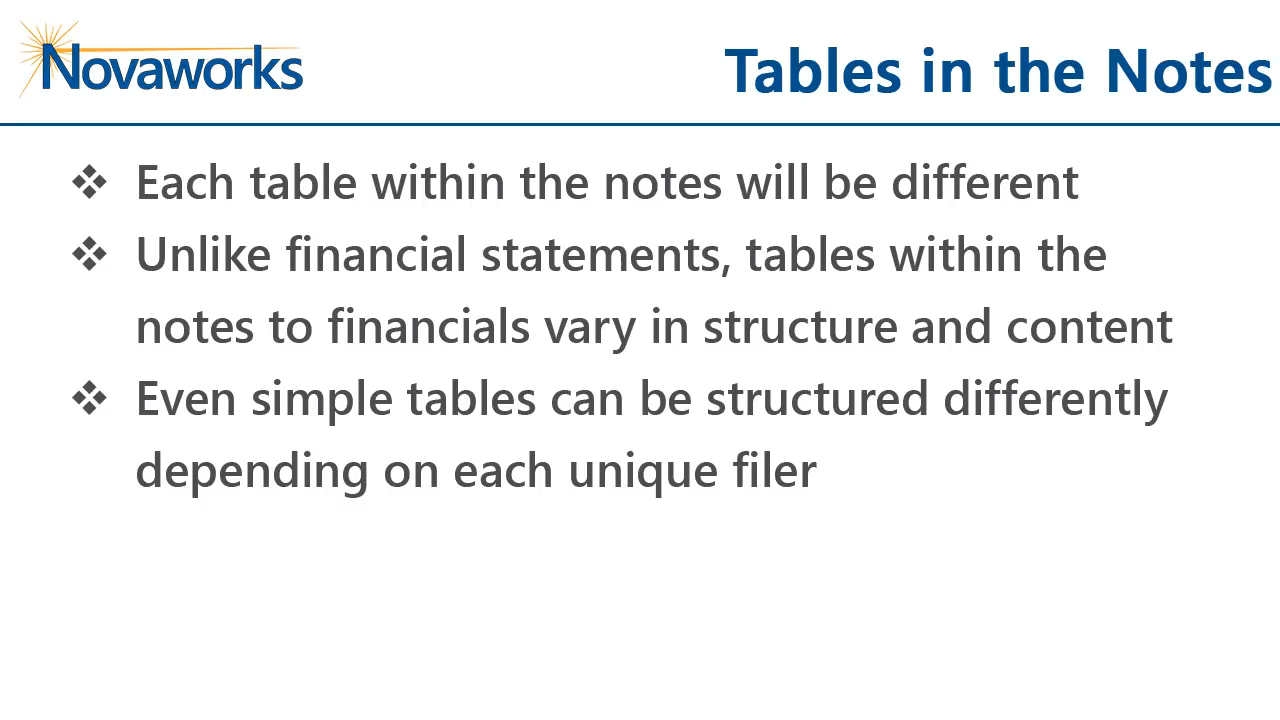 Novaworks
Tables in the Notes
❖ Each table within the notes will be different
❖ Unlike financial statements, tables within the
notes to financials vary in structure and content
❖ Even simple tables can be structured differently
depending on each unique filer